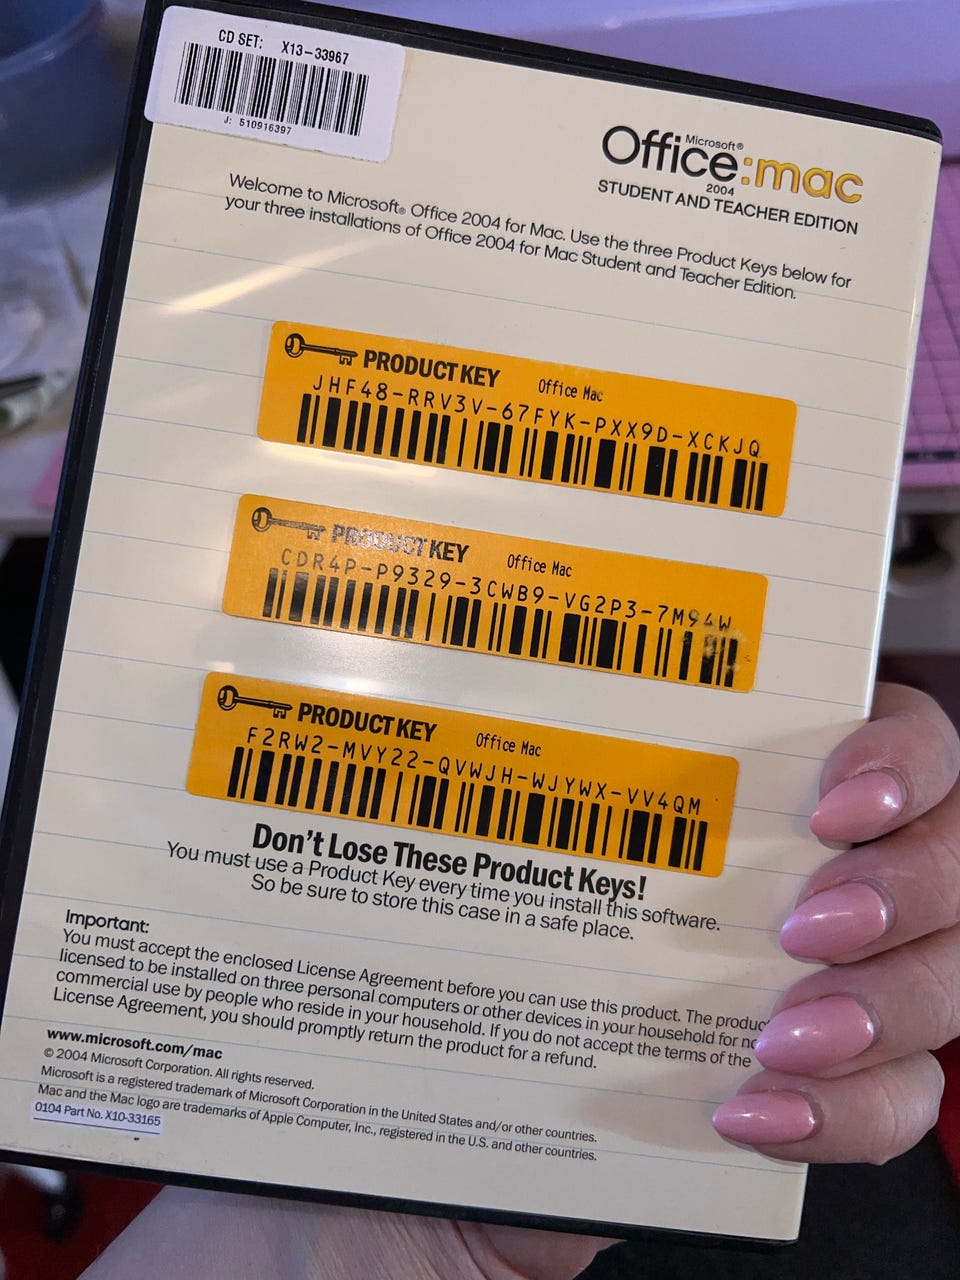 CD SET: X13-33967
J: 510916397
Microsoft®
Office:mac
2004
STUDENT AND TEACHER EDITION
Welcome to Microsoft® Office 2004 for Mac. Use the three Product Keys below for
your three installations of Office 2004 for Mac Student and Teacher Edition.
PRODUCT KEY Office Mac
JHF48-RRV3V-67FYK-PXX9D-XCKJQ
PRODUCT KEY Office Mac
CDR4P-P9329-3CWB9-VG2P3-7M94W
PRODUCT KEY Office Mac
F2RW2-MVY22-QVWJH-WJYWX-VV4QM
Don't Lose These Product Keys!
You must use a Product Key every time you install this software.
So be sure to store this case in a safe place.
Important:
You must accept the enclosed License Agreement before you can use this product. The produc
licensed to be installed on three personal computers or other devices in your household for
commercial use by people who reside in your household. If you do not accept the terms of the
License Agreement, you should promptly return the product for a refund.
www.microsoft.com/mac
© 2004 Microsoft Corporation. All rights reserved.
Microsoft is a registered trademark of Microsoft Corporation in the United States and/or other countries.
Mac and the Mac logo are trademarks of Apple Computer, Inc., registered in the U.S. and other countries.
0104 Part No. X10-33165